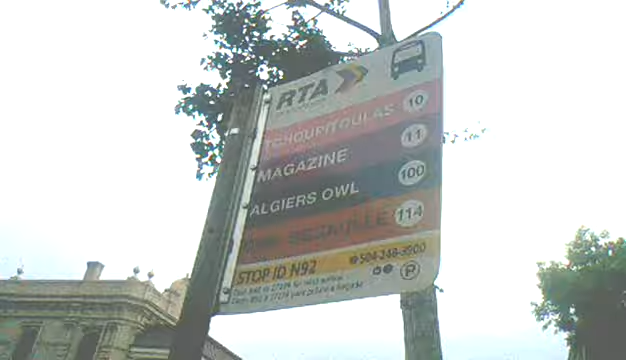 RTA
TCHOUPITOULAS 10
MAGAZINE 11
ALGIERS OWL 100
114
STOP ID N92 504-248-3900
P